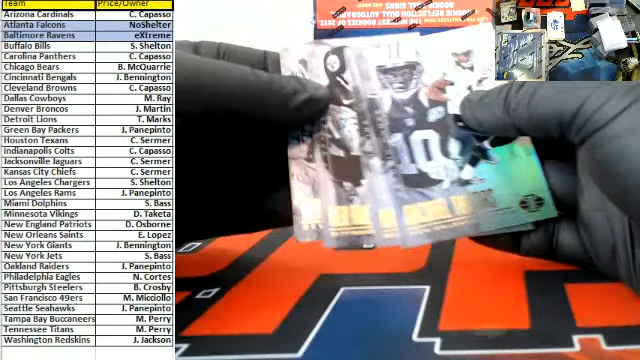 Team Price/Owner
Arizona Cardinals C. Capasso
Atlanta Falcons NoSheller
Baltimore Ravens eXtreme
Buffalo Bills S. Shelton
Carolina Panthers C. Capasso
Chicago Bears B. McQuarrie
Cincinnati Bengals J. Bennington
Cleveland Browns C. Capasso
Dallas Cowboys M. Ray
Denver Broncos J. Martin
Detroit Lions T. Marks
Green Bay Packers J. Panepinto
Houston Texans C. Sermer
Indianapolis Colts C. Capasso
Jacksonville Jaguars C. Sermer
Kansas City Chiefs C. Sermer
Los Angeles Chargers S. Shelton
Los Angeles Rams J. Panepinto
Miami Dolphins S. Bass
Minnesota Vikings D. Taketa
New England Patriots D. Osborne
New Orleans Saints E. Lopez
New York Giants J. Bennington
New York Jets S. Bass
Oakland Raiders J. Panepinto
Philadelphia Eagles N. Cortes
Pittsburgh Steelers B. Crosby
San Francisco 49ers M. Micciollo
Seattle Seahawks J. Panepinto
Tampa Bay Buccaneers M. Perry
Tennessee Titans M. Perry
Washington Redskins J. Jackson
10